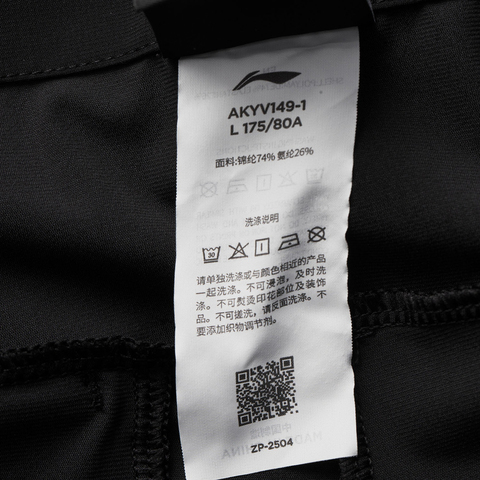 AKYV149-1
L 175/80A
面料:锦纶74% 氨纶26%
洗涤说明
30
请单独洗涤或与颜色相近的产品
一起洗涤。不可浸泡，及时洗
涤。不可熨烫印花部位及装饰
品。不可搓洗，请反面洗涤。不
要添加织物调节剂。
ZP-2504